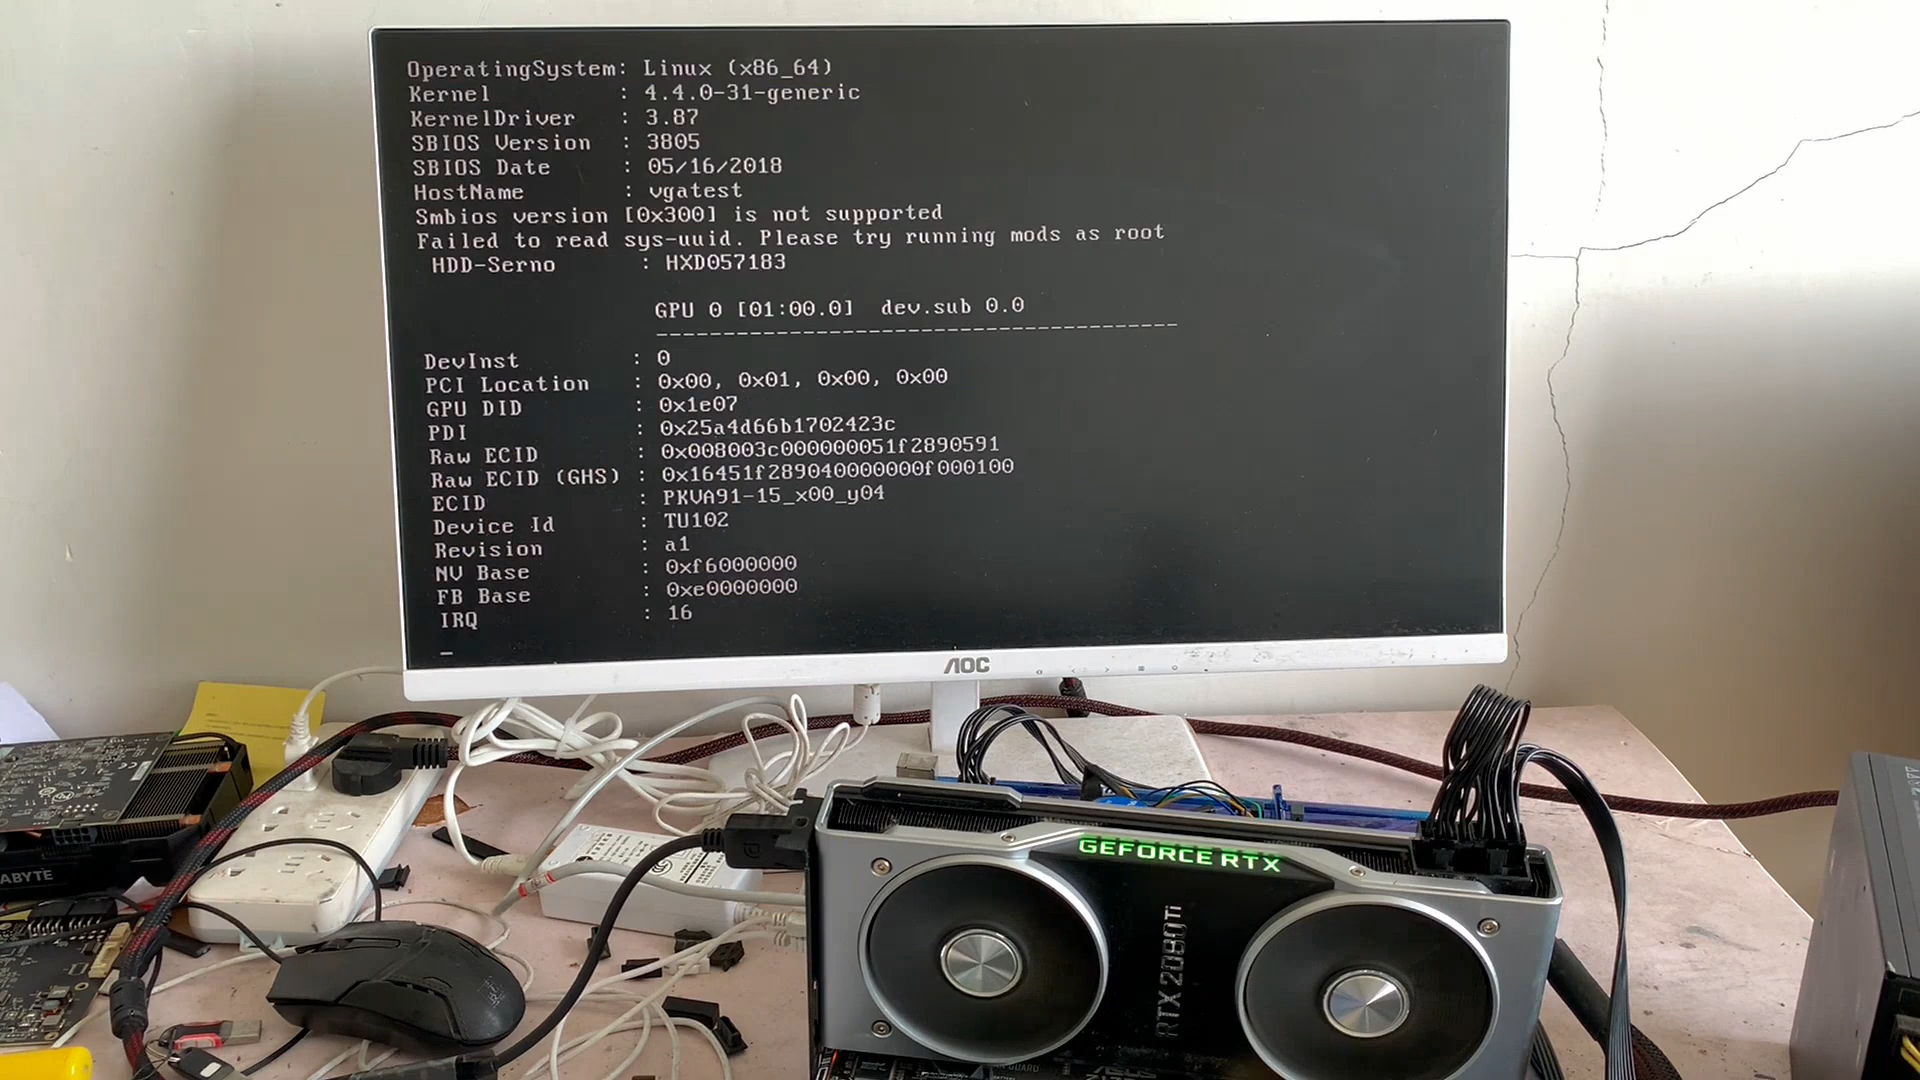 OperatingSystem: Linux (x86_64)
Kernel : 4.4.0-31-generic
KernelDriver : 3.87
SBIOS Version : 3805
SBIOS Date : 05/16/2018
HostName : vgatest
Smbios version [0x300] is not supported
Failed to read sys-uuid. Please try running mods as root
HDD-Serno : HXD057183
GPU 0 [01:00.0] dev.sub 0.0
---------------------------------------
DevInst : 0
PCI Location : 0x00, 0x01, 0x00, 0x00
GPU DID : 0x1e07
PDI : 0x25a4d66b1702423c
Raw ECID : 0x008003c000000051f2890591
Raw ECID (GHS) : 0x16451f289040000000f000100
ECID : PKVA91-15_x00_y04
Device Id : TU102
Revision : a1
NV Base : 0xf6000000
FB Base : 0xe0000000
IRQ : 16
AOC
GEFORCE RTX
RTX 2080 Ti
ABYTE